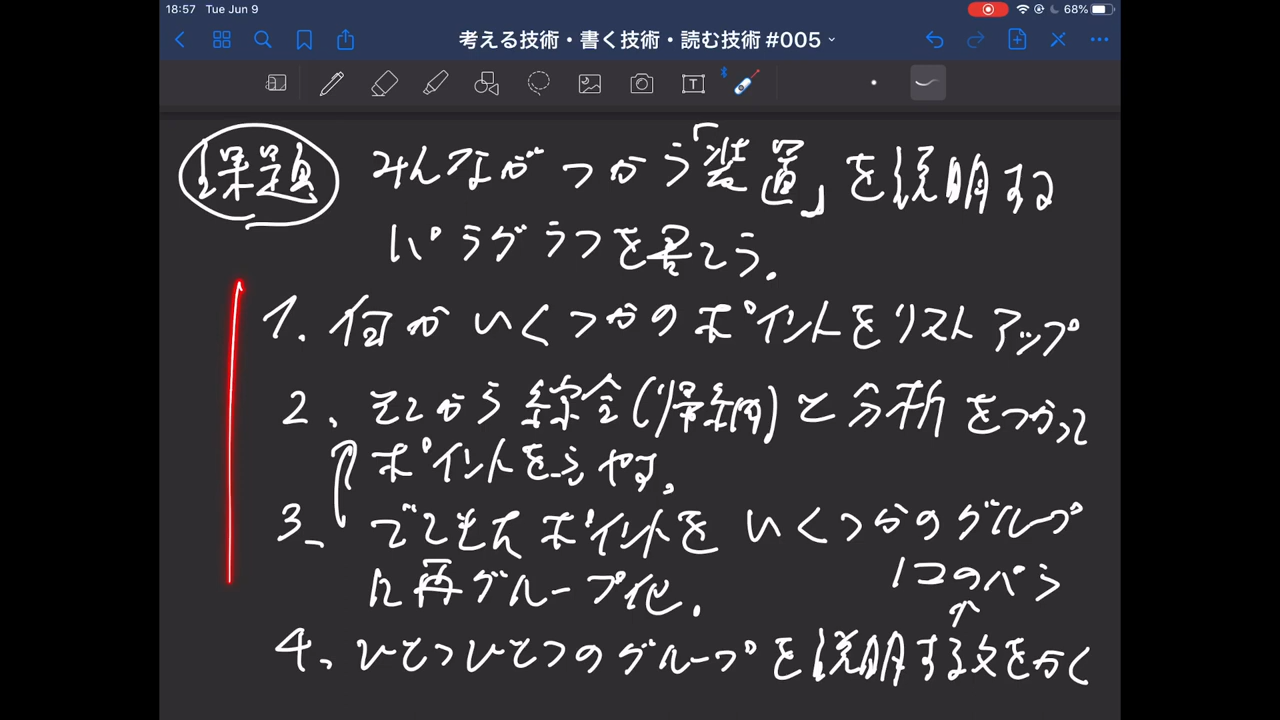 18:57 Tue Jun 9 68%
考える技術・書く技術・読む技術 #005
T
課題 みんながつかう「装置」を説明する
パラグラフを書こう.
1. 何かいくつかのポイントをリストアップ
2、そこから綜合(帰納)と分析をつかって
ポイントをふやす。
3、でてきたポイントをいくつかのグループ
に再グループ化.
1コのパラ
4、ひとつひとつのグループを説明する文をかく